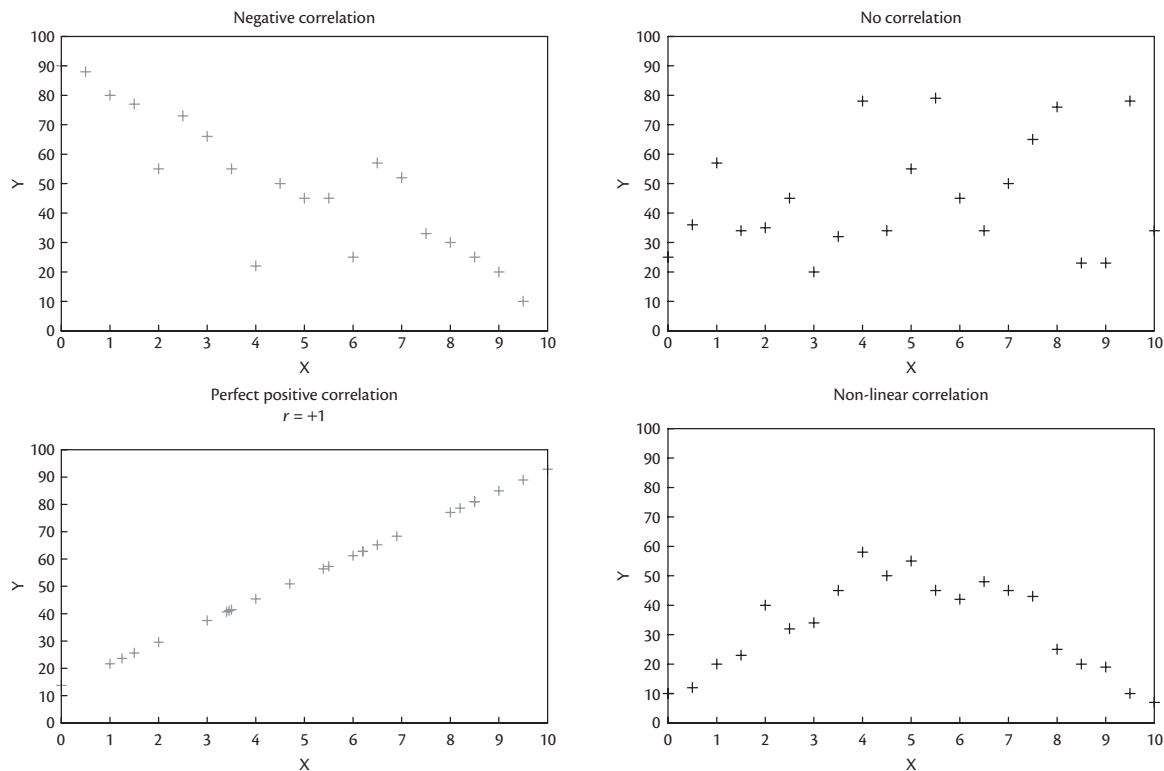 Negative correlation
100
90
80
70
60
50
40
30
20
10
0
Y
0 1 2 3 4 5 6 7 8 9 10
X
No correlation
100
90
80
70
60
50
40
30
20
10
0
Y
0 1 2 3 4 5 6 7 8 9 10
X
Perfect positive correlation
r = +1
100
90
80
70
60
50
40
30
20
10
0
Y
0 1 2 3 4 5 6 7 8 9 10
X
Non-linear correlation
100
90
80
70
60
50
40
30
20
10
0
Y
0 1 2 3 4 5 6 7 8 9 10
X